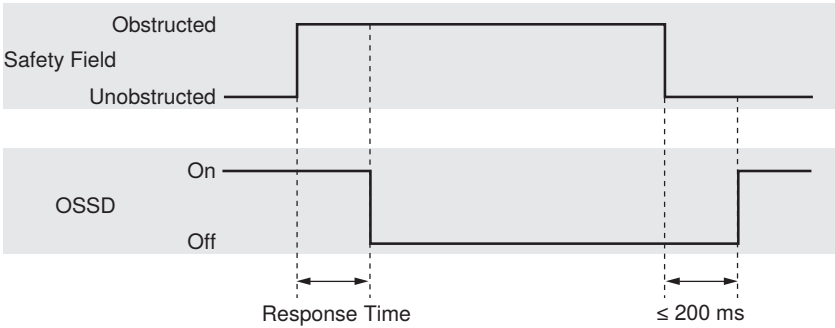 Obstructed
Safety Field
Unobstructed
On
OSSD
Off
Response Time
≤ 200 ms